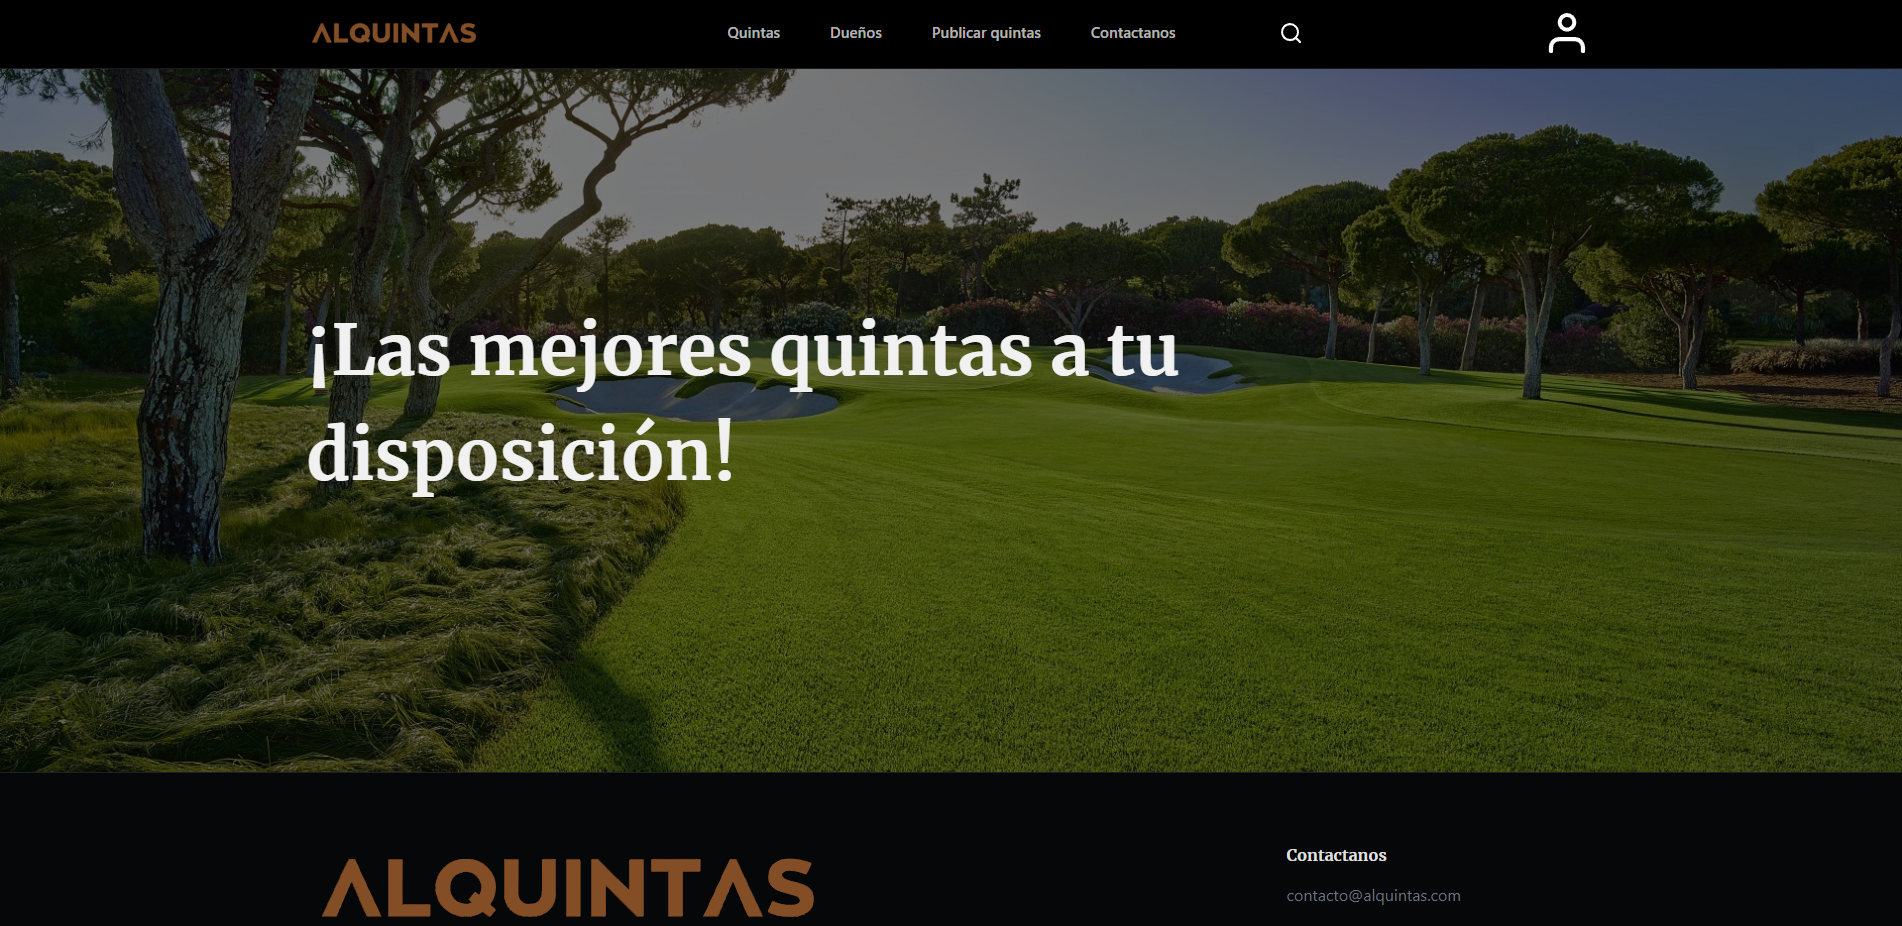 ALQUINTAS
Quintas
Dueños
Publicar quintas
Contactanos
¡Las mejores quintas a tu
disposición!
ALQUINTAS
Contactanos
contacto@alquintas.com